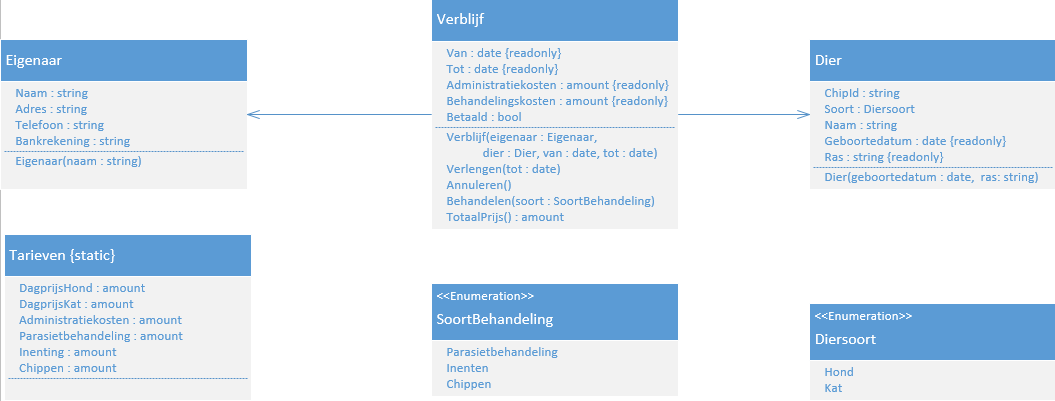 Eigenaar
Naam : string
Adres : string
Telefoon : string
Bankrekening : string
Eigenaar(naam : string)
Verblijf
Van : date {readonly}
Tot : date {readonly}
Administratiekosten : amount {readonly}
Behandelingskosten : amount {readonly}
Betaald : bool
Verblijf(eigenaar : Eigenaar,
dier : Dier, van : date, tot : date)
Verlengen(tot : date)
Annuleren()
Behandelen(soort : SoortBehandeling)
TotaalPrijs() : amount
Dier
ChipId : string
Soort : Diersoort
Naam : string
Geboortedatum : date {readonly}
Ras : string {readonly}
Dier(geboortedatum : date, ras: string)
Tarieven {static}
DagprijsHond : amount
DagprijsKat : amount
Administratiekosten : amount
Parasietbehandeling : amount
Inenting : amount
Chippen : amount
<<Enumeration>>
SoortBehandeling
Parasietbehandeling
Inenten
Chippen
<<Enumeration>>
Diersoort
Hond
Kat